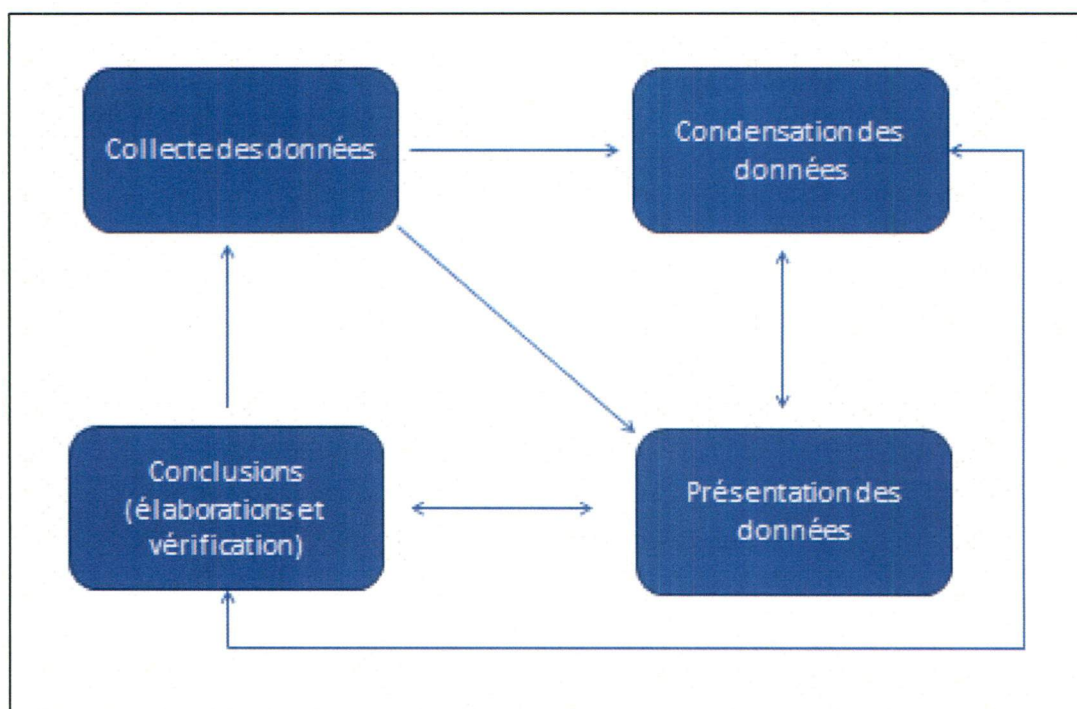 Collecte des données
Condensation des
données
Conclusions
(élaborations et
vérification)
Présentation des
données